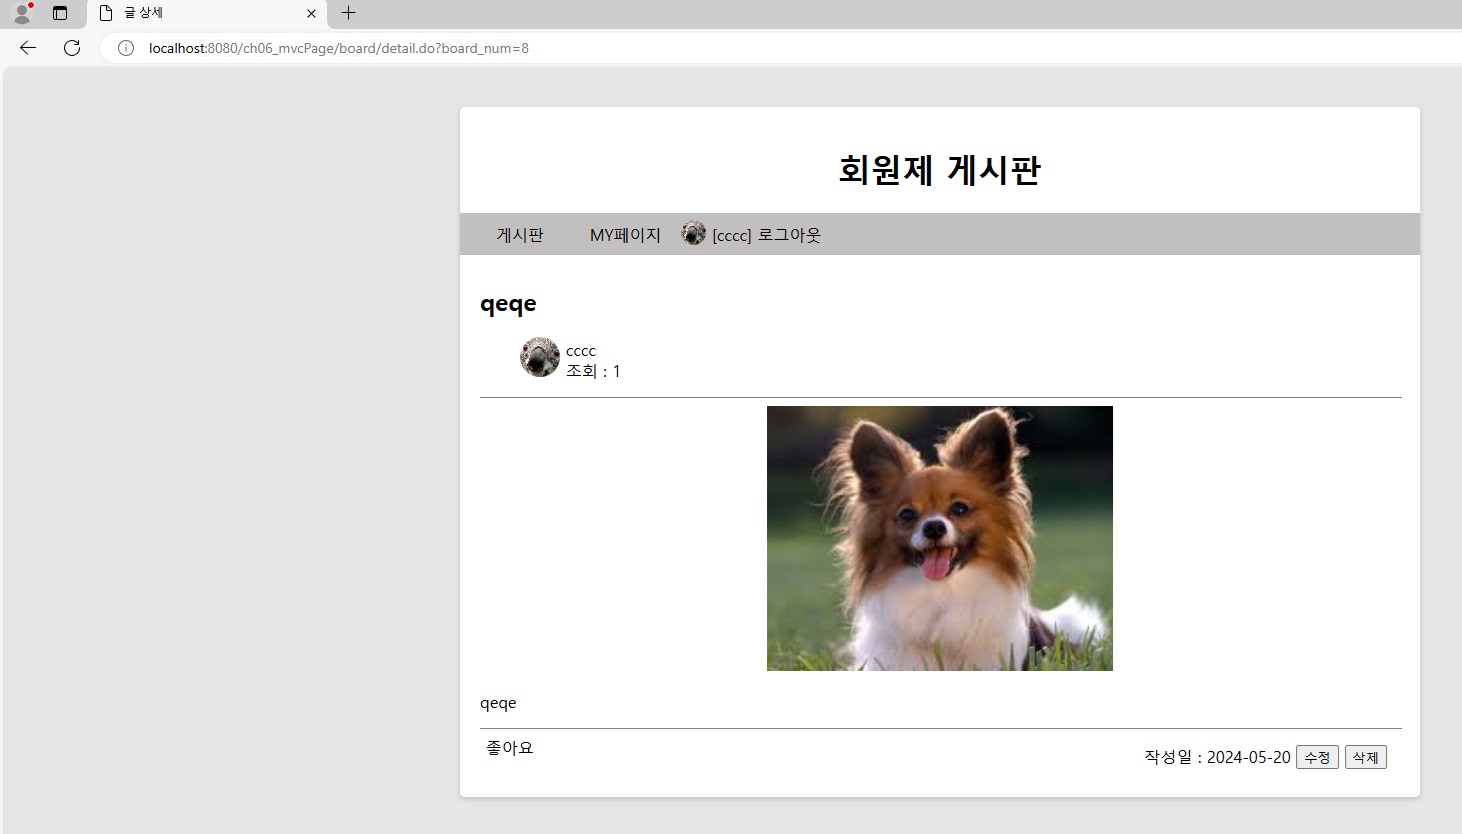 글 상세
localhost:8080/ch06_mvcPage/board/detail.do?board_num=8
회원제 게시판
게시판 MY페이지 [cccc] 로그아웃
qeqe
cccc
조회 : 1
qeqe
좋아요
작성일 : 2024-05-20 수정 삭제